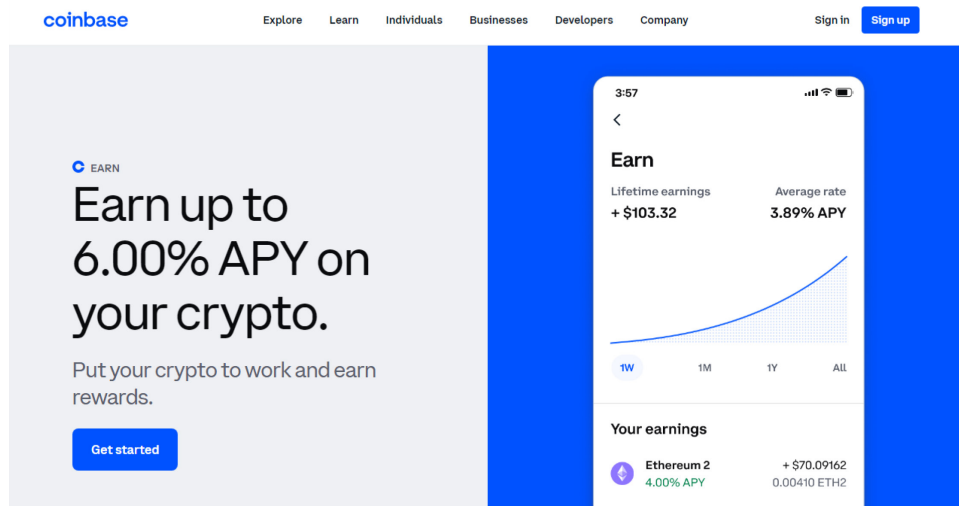 coinbase Explore Learn Individuals Businesses Developers Company Sign in Sign up
EARN
Earn up to
6.00% APY on
your crypto.
Put your crypto to work and earn
rewards.
Get started
3:57
Earn
Lifetime earnings Average rate
+ $103.32 3.89% APY
1W 1M 1Y All
Your earnings
Ethereum 2 + $70.09162
4.00% APY 0.00410 ETH2